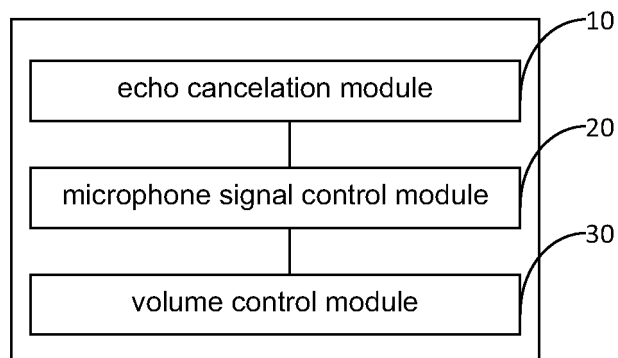 10
echo cancelation module
20
microphone signal control module
30
volume control module